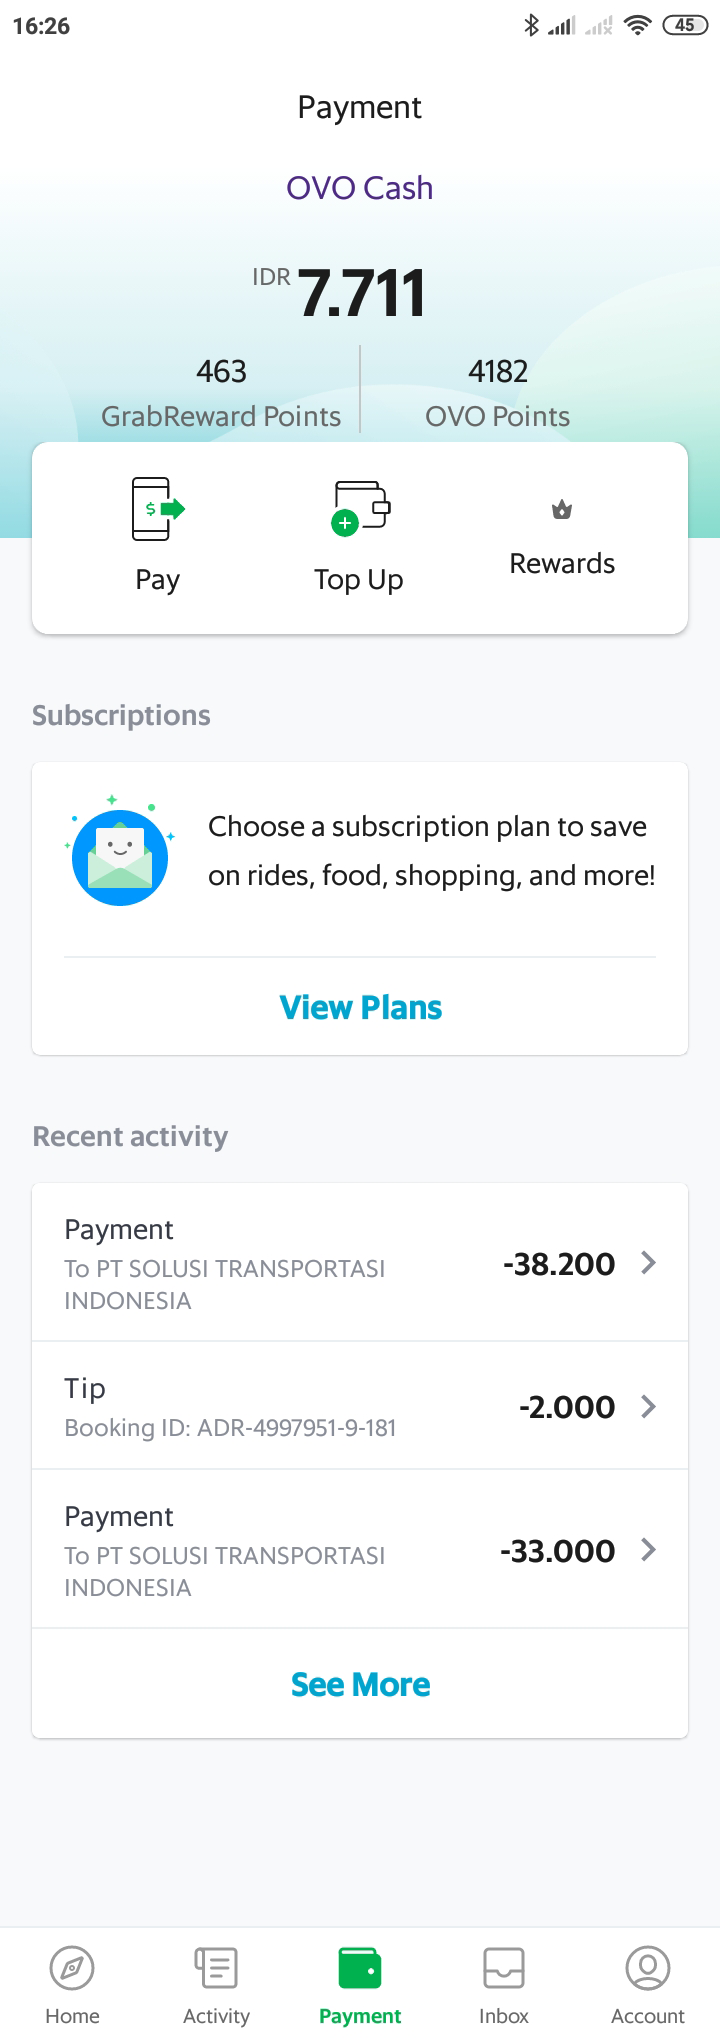 16:26
45
Payment
OVO Cash
IDR 7.711
463
GrabReward Points
4182
OVO Points
$
Pay
Top Up
Rewards
Subscriptions
Choose a subscription plan to save
on rides, food, shopping, and more!
View Plans
Recent activity
Payment
To PT SOLUSI TRANSPORTASI
INDONESIA
-38.200
Tip
Booking ID: ADR-4997951-9-181
-2.000
Payment
To PT SOLUSI TRANSPORTASI
INDONESIA
-33.000
See More
Home
Activity
Payment
Inbox
Account